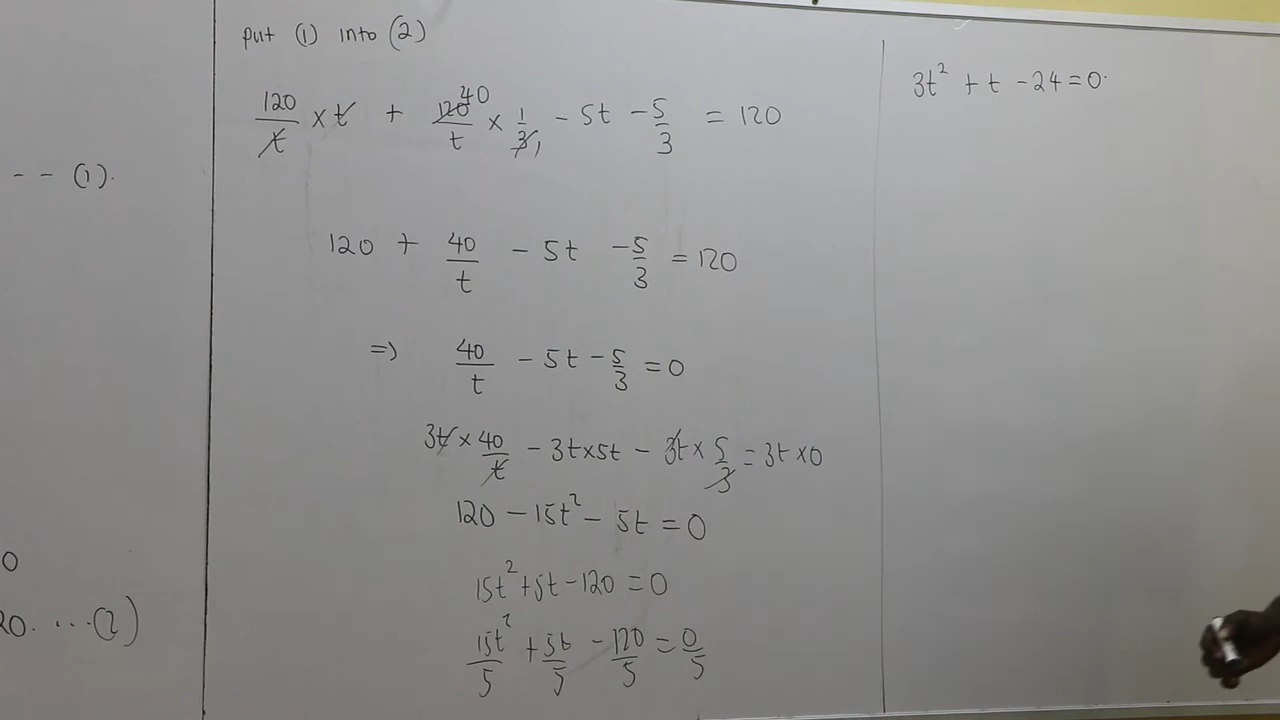 -- (1).
0
20. ...(2)
put (1) into (2)
120/t × t + 120/t 40 × 1/3 1 - 5t - 5/3 = 120
120 + 40/t - 5t - 5/3 = 120
⇒ 40/t - 5t - 5/3 = 0
3t × 40/t - 3t×5t - 3t × 5/3 = 3t×0
120 - 15t² - 5t = 0
15t² + 5t - 120 = 0
15t²/5 + 5t/5 - 120/5 = 0/5
3t² + t - 24 = 0.